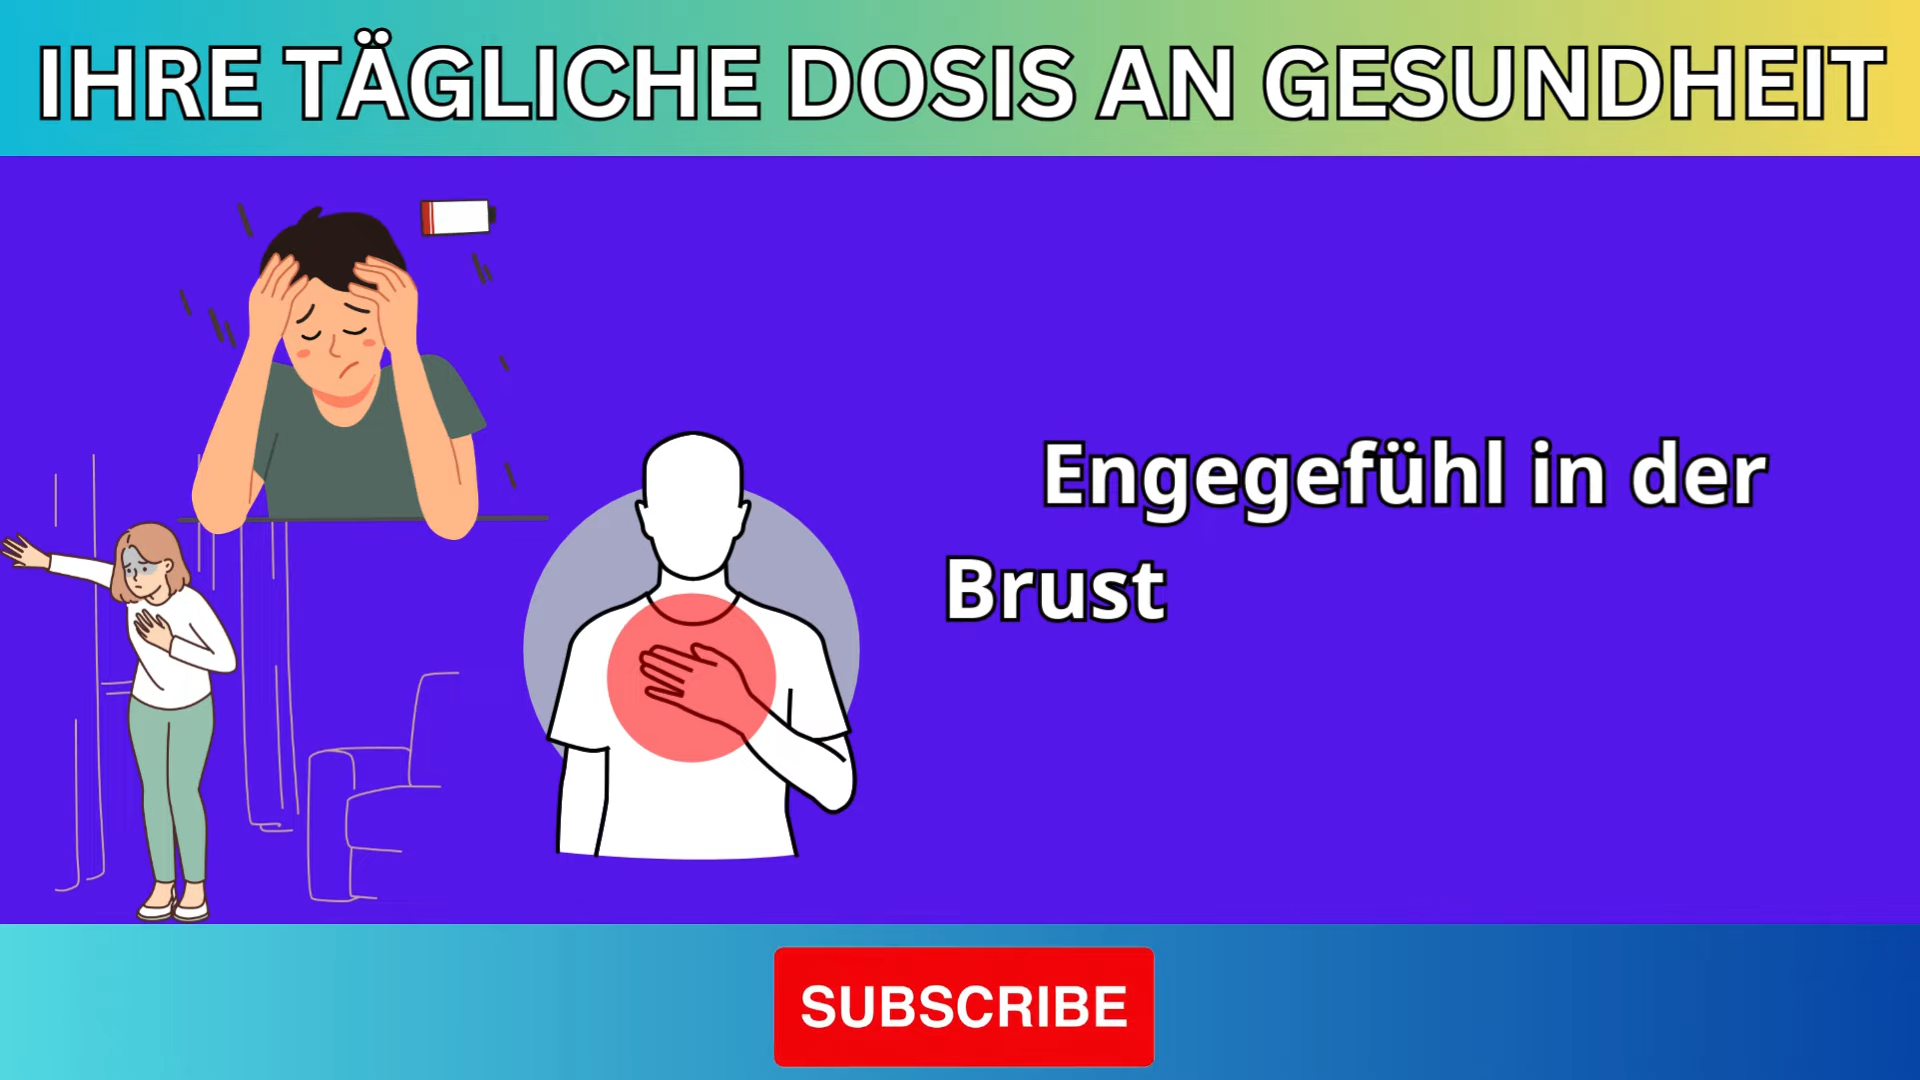 IHRE TÄGLICHE DOSIS AN GESUNDHEIT
Engegefühl in der
Brust
SUBSCRIBE